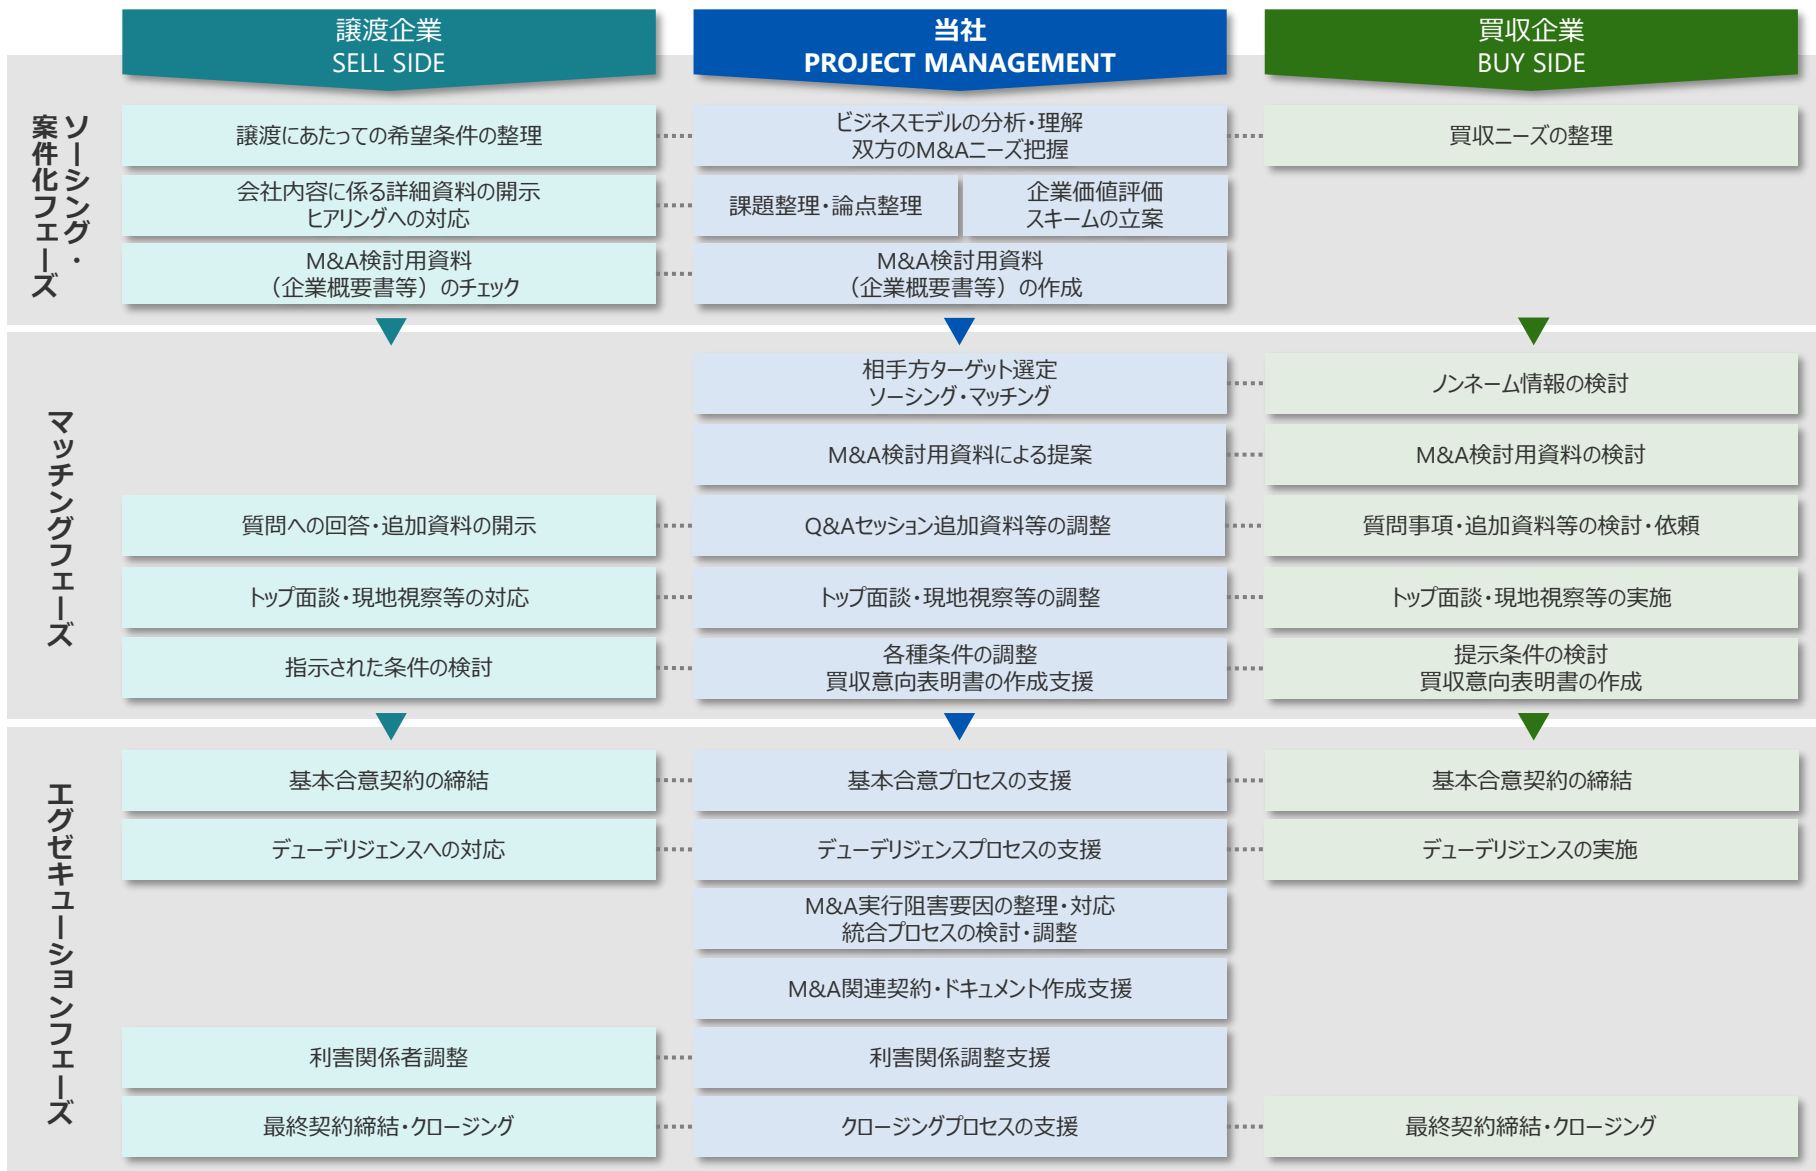 譲渡企業
SELL SIDE
当社
PROJECT MANAGEMENT
買収企業
BUY SIDE
ソーシング・
案件化フェーズ
譲渡にあたっての希望条件の整理
ビジネスモデルの分析・理解
双方のM&Aニーズ把握
買収ニーズの整理
会社内容に係る詳細資料の開示
ヒアリングへの対応
課題整理・論点整理
企業価値評価
スキームの立案
M&A検討用資料
（企業概要書等）のチェック
M&A検討用資料
（企業概要書等）の作成
マッチングフェーズ
相手方ターゲット選定
ソーシング・マッチング
ノンネーム情報の検討
M&A検討用資料による提案
M&A検討用資料の検討
質問への回答・追加資料の開示
Q&Aセッション追加資料等の調整
質問事項・追加資料等の検討・依頼
トップ面談・現地視察等の対応
トップ面談・現地視察等の調整
トップ面談・現地視察等の実施
指示された条件の検討
各種条件の調整
買収意向表明書の作成支援
提示条件の検討
買収意向表明書の作成
エグゼキューションフェーズ
基本合意契約の締結
基本合意プロセスの支援
基本合意契約の締結
デューデリジェンスへの対応
デューデリジェンスプロセスの支援
デューデリジェンスの実施
M&A実行阻害要因の整理・対応
統合プロセスの検討・調整
M&A関連契約・ドキュメント作成支援
利害関係者調整
利害関係調整支援
最終契約締結・クロージング
クロージングプロセスの支援
最終契約締結・クロージング